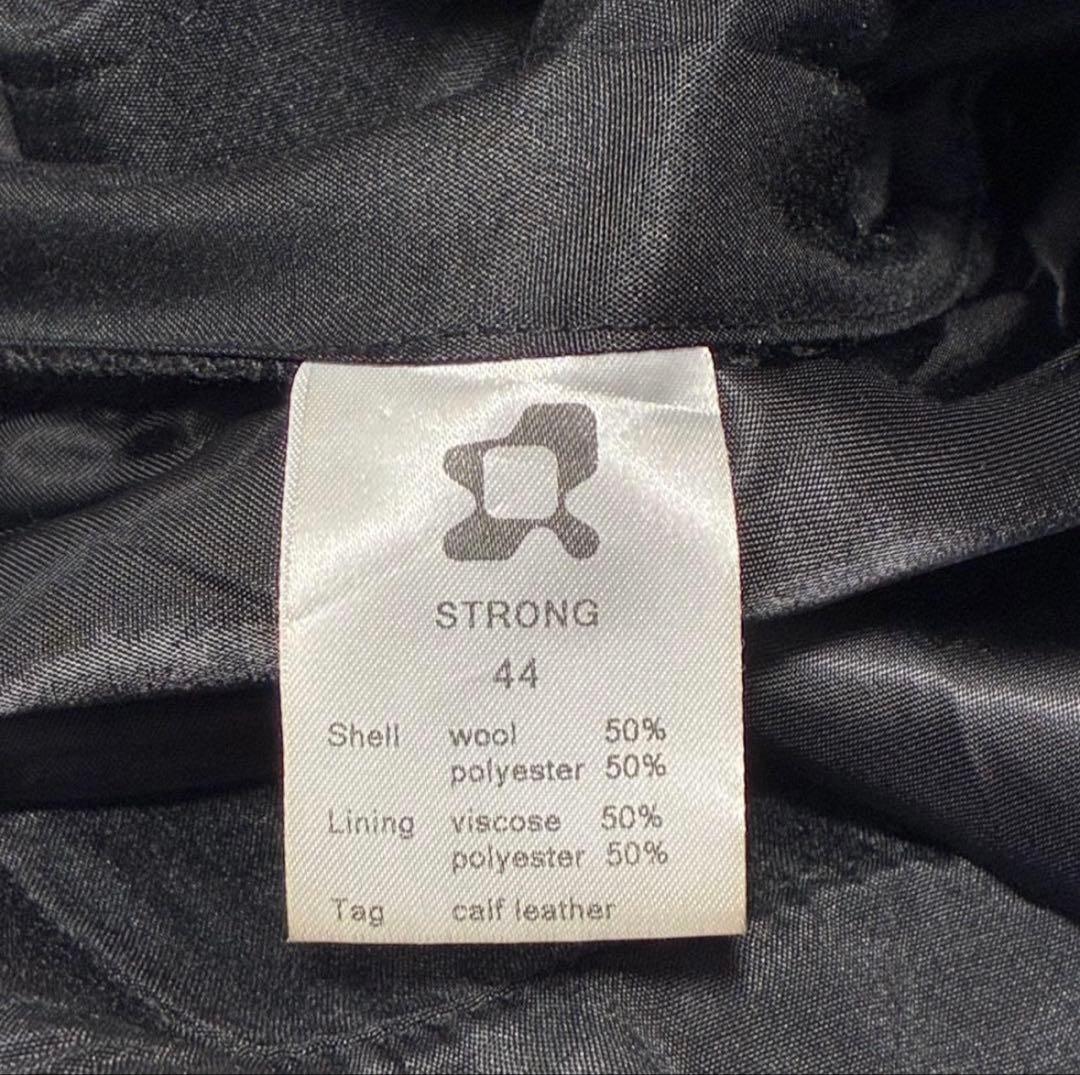 STRONG
44
Shell wool 50%
polyester 50%
Lining viscose 50%
polyester 50%
Tag calf leather